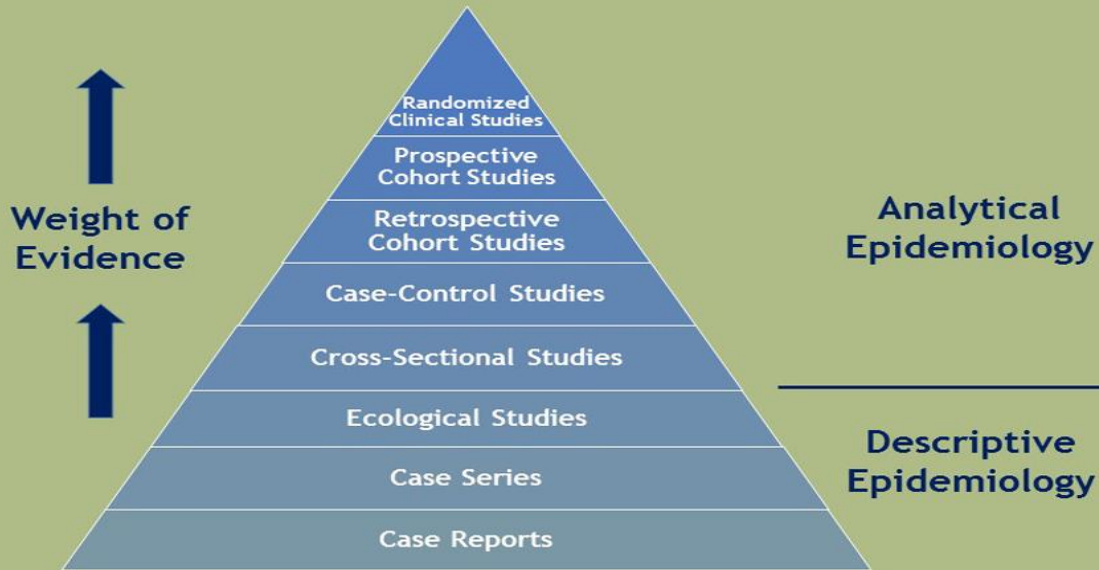 Randomized
Clinical Studies
Prospective
Cohort Studies
Retrospective
Cohort Studies
Case-Control Studies
Cross-Sectional Studies
Ecological Studies
Case Series
Case Reports
Weight of
Evidence
Analytical
Epidemiology
Descriptive
Epidemiology